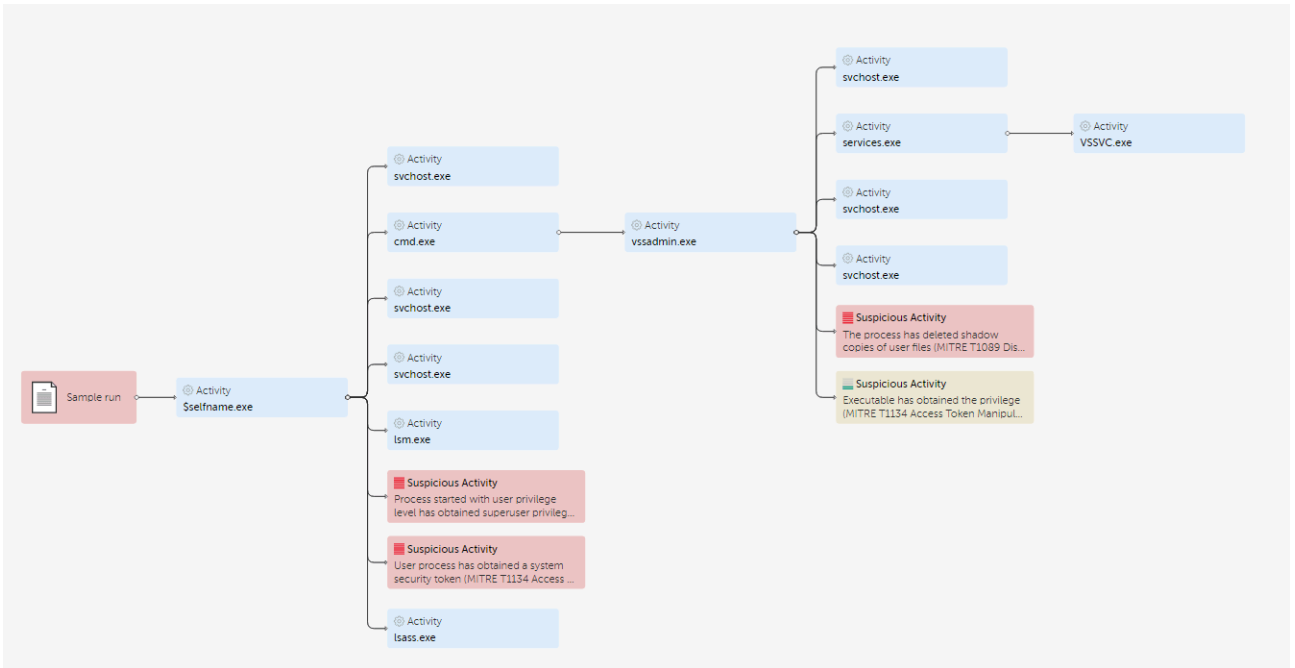 Activity
svchost.exe
Activity
services.exe
Activity
VSSVC.exe
Activity
svchost.exe
Activity
svchost.exe
Activity
cmd.exe
Activity
vssadmin.exe
Activity
svchost.exe
Activity
svchost.exe
Suspicious Activity
The process has deleted shadow
copies of user files (MITRE T1089 Dis...
Activity
svchost.exe
Suspicious Activity
Executable has obtained the privilege
(MITRE T1134 Access Token Manipul...
Sample run
Activity
$selfname.exe
Activity
lsm.exe
Suspicious Activity
Process started with user privilege
level has obtained superuser privileg...
Suspicious Activity
User process has obtained a system
security token (MITRE T1134 Access ...
Activity
lsass.exe